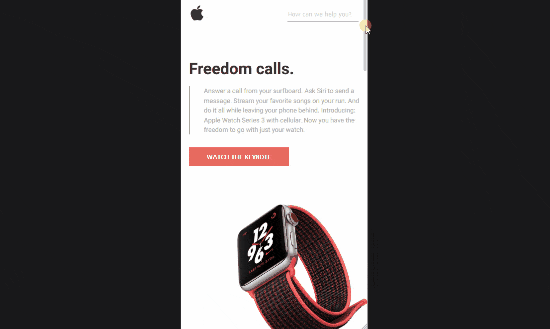 How can we help you?
Freedom calls.
Answer a call from your surfboard. Ask Siri to send a
message. Stream your favorite songs on your run. And
do it all while leaving your phone behind. Introducing
Apple Watch Series 3 with cellular. Now you have the
freedom to go with just your watch.
WATCH THE KEYNOTE
12
9 3
6